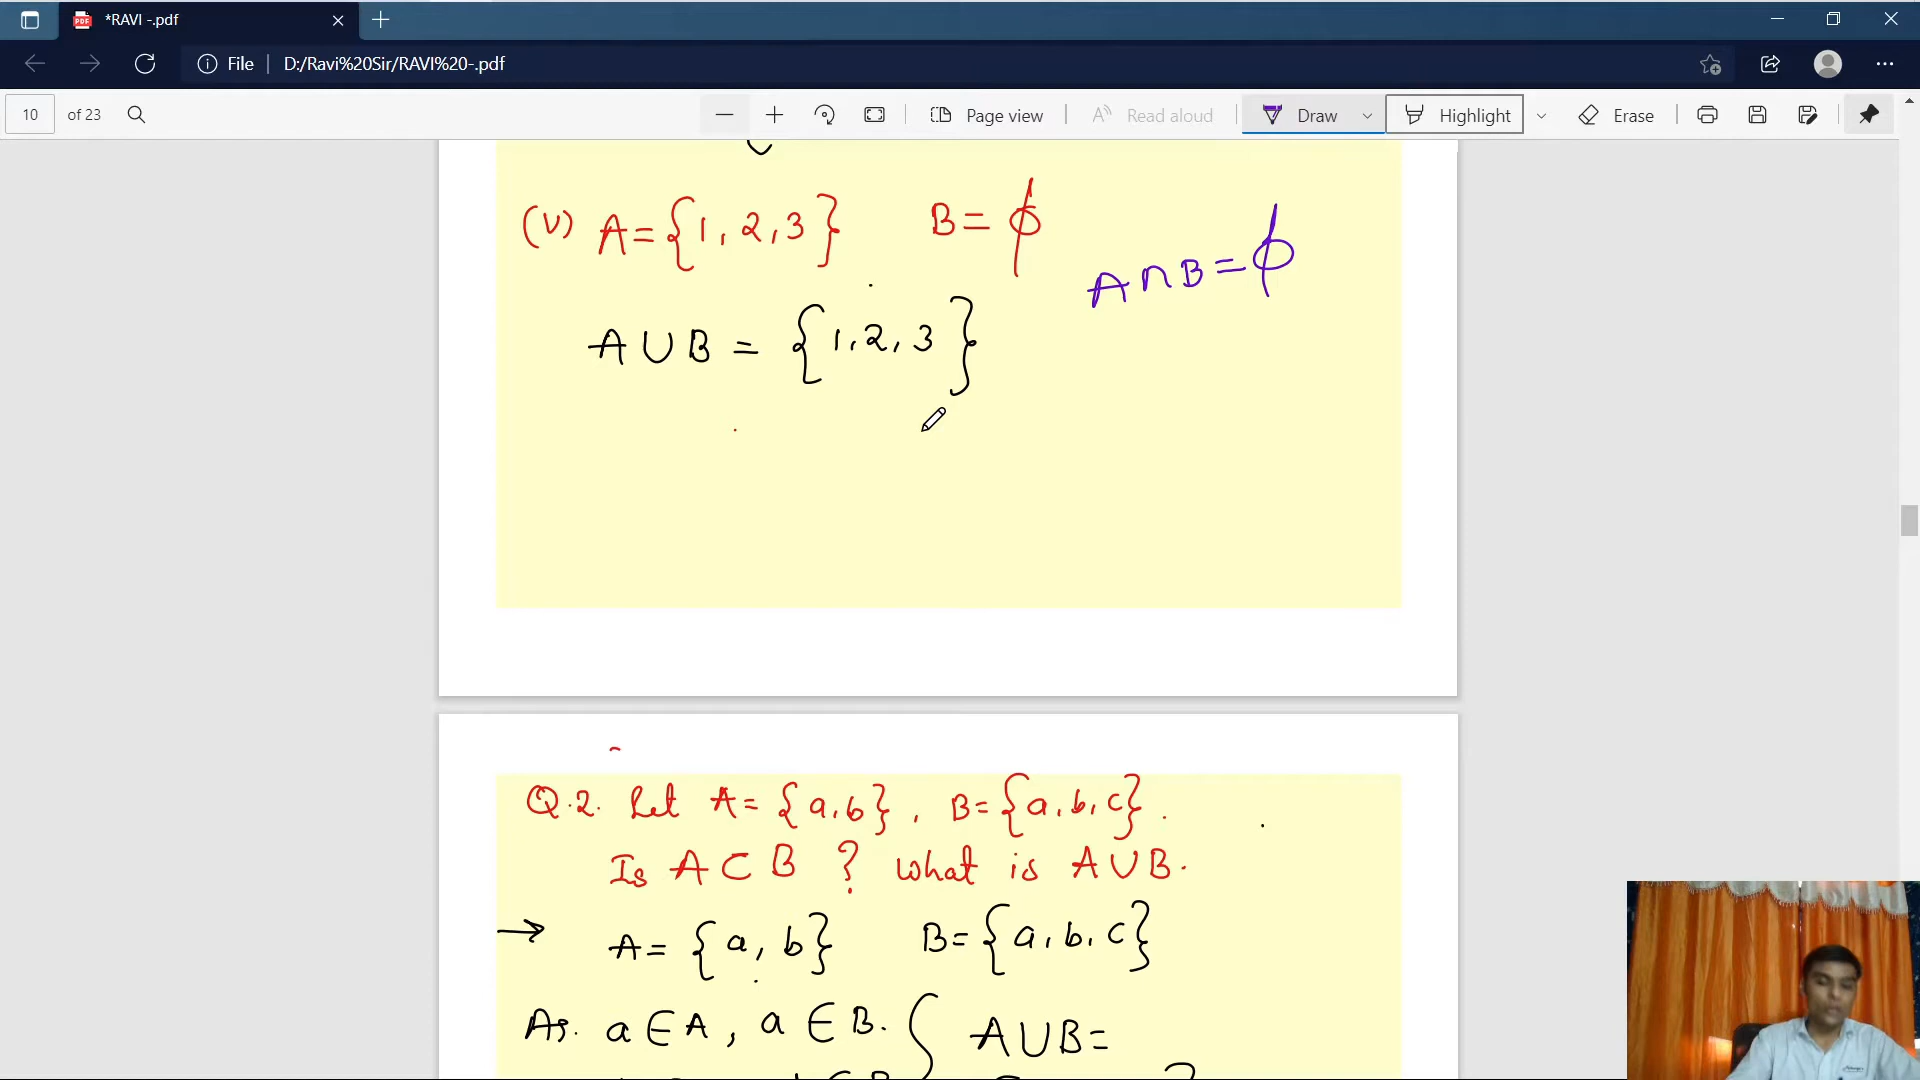 *RAVI -.pdf
File D:/Ravi%20Sir/RAVI%20-.pdf
10 of 23 Page view Read aloud Draw Highlight Erase
(V) A = {1, 2, 3} B = ϕ
A ∩ B = ϕ
A ∪ B = {1, 2, 3}
Q.2. Let A = {a, b}, B = {a, b, c}.
Is A ⊂ B ? What is A ∪ B.
→ A = {a, b} B = {a, b, c}
As. a ∈ A, a ∈ B. A ∪ B =